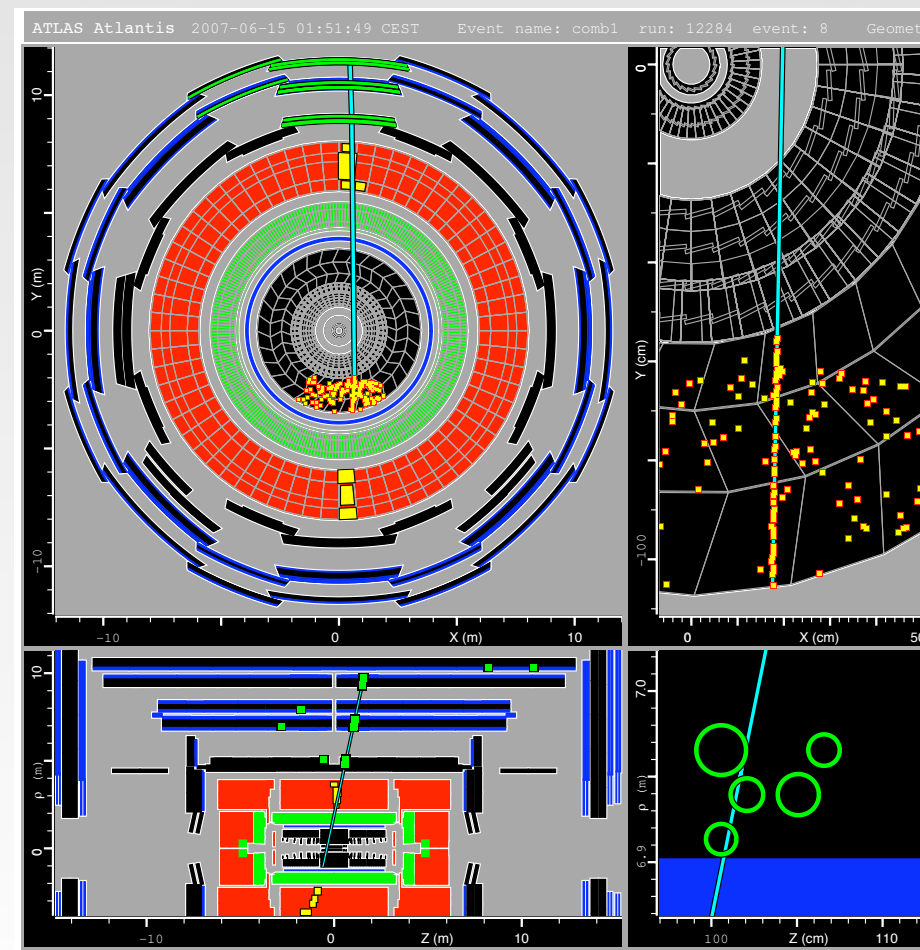 ATLAS Atlantis 2007-06-15 01:51:49 CEST Event name: comb1 run: 12284 event: 8 Geomet
10
Y (m)
0
-10
-10 0 X (m) 10
0
Y (cm)
-100
0 X (cm) 50
10
ρ (m)
0
-10 0 Z (m) 10
7.0
ρ (m)
6.9
100 Z (cm) 110